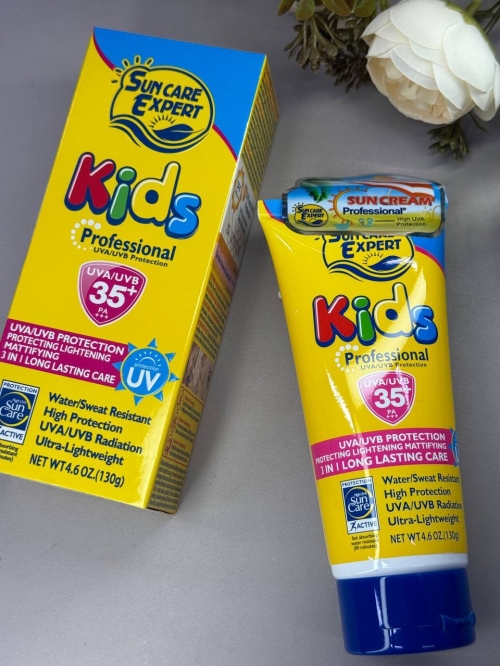 SUN CARE
EXPERT
Kids
Professional
UVA/UVB Protection
UVA/UVB
35+
PA
+++
UVA/UVB PROTECTION
PROTECTING LIGHTENING
MATTIFYING
3 IN 1 LONG LASTING CARE
protection
UV
PROTECTION
Sun
Care
ACTIVE
Water/Sweat Resistant
High Protection
UVA/UVB Radiation
Ultra-Lightweight
NET WT 4.6 OZ.(130g)
SUN CARE
EXPERT
SUN CREAM
Professional
High UVA
Protection
SUN CARE
EXPERT
Kids
Professional
UVA/UVB Protection
UVA/UVB
35
PA
+++
UVA/UVB PROTECTION
PROTECTING LIGHTENING MATTIFYING
3 IN 1 LONG LASTING CARE
PROTECTION
Sun
Care
ACTIVE
Water/Sweat Resistant
High Protection
UVA/UVB Radiation
Ultra-Lightweight
NET WT 4.6 OZ.(130g)